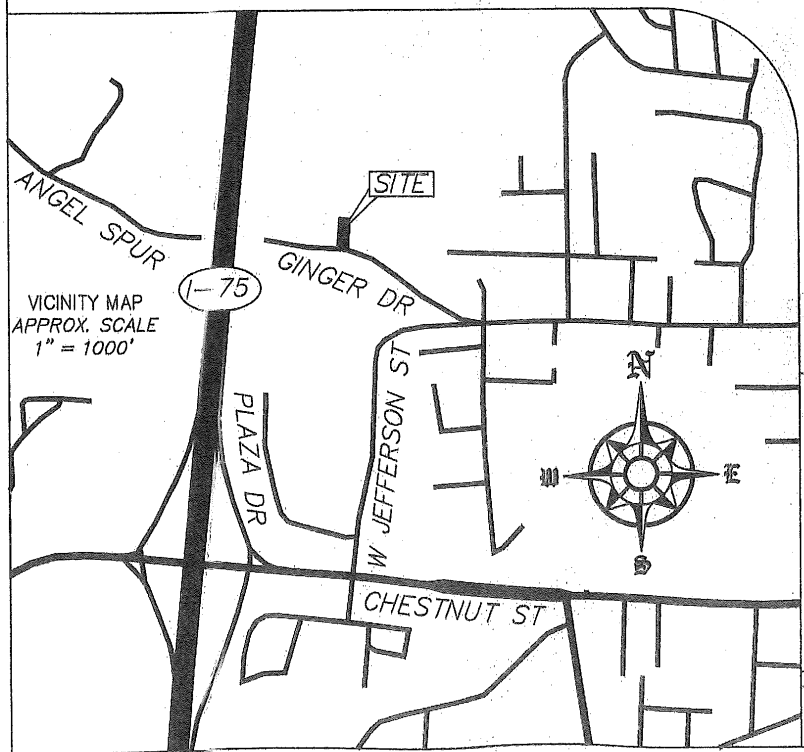 SITE
ANGEL SPUR
GINGER DR
I-75
VICINITY MAP
APPROX. SCALE
1" = 1000'
W JEFFERSON ST
PLAZA DR
N
W
E
S
CHESTNUT ST